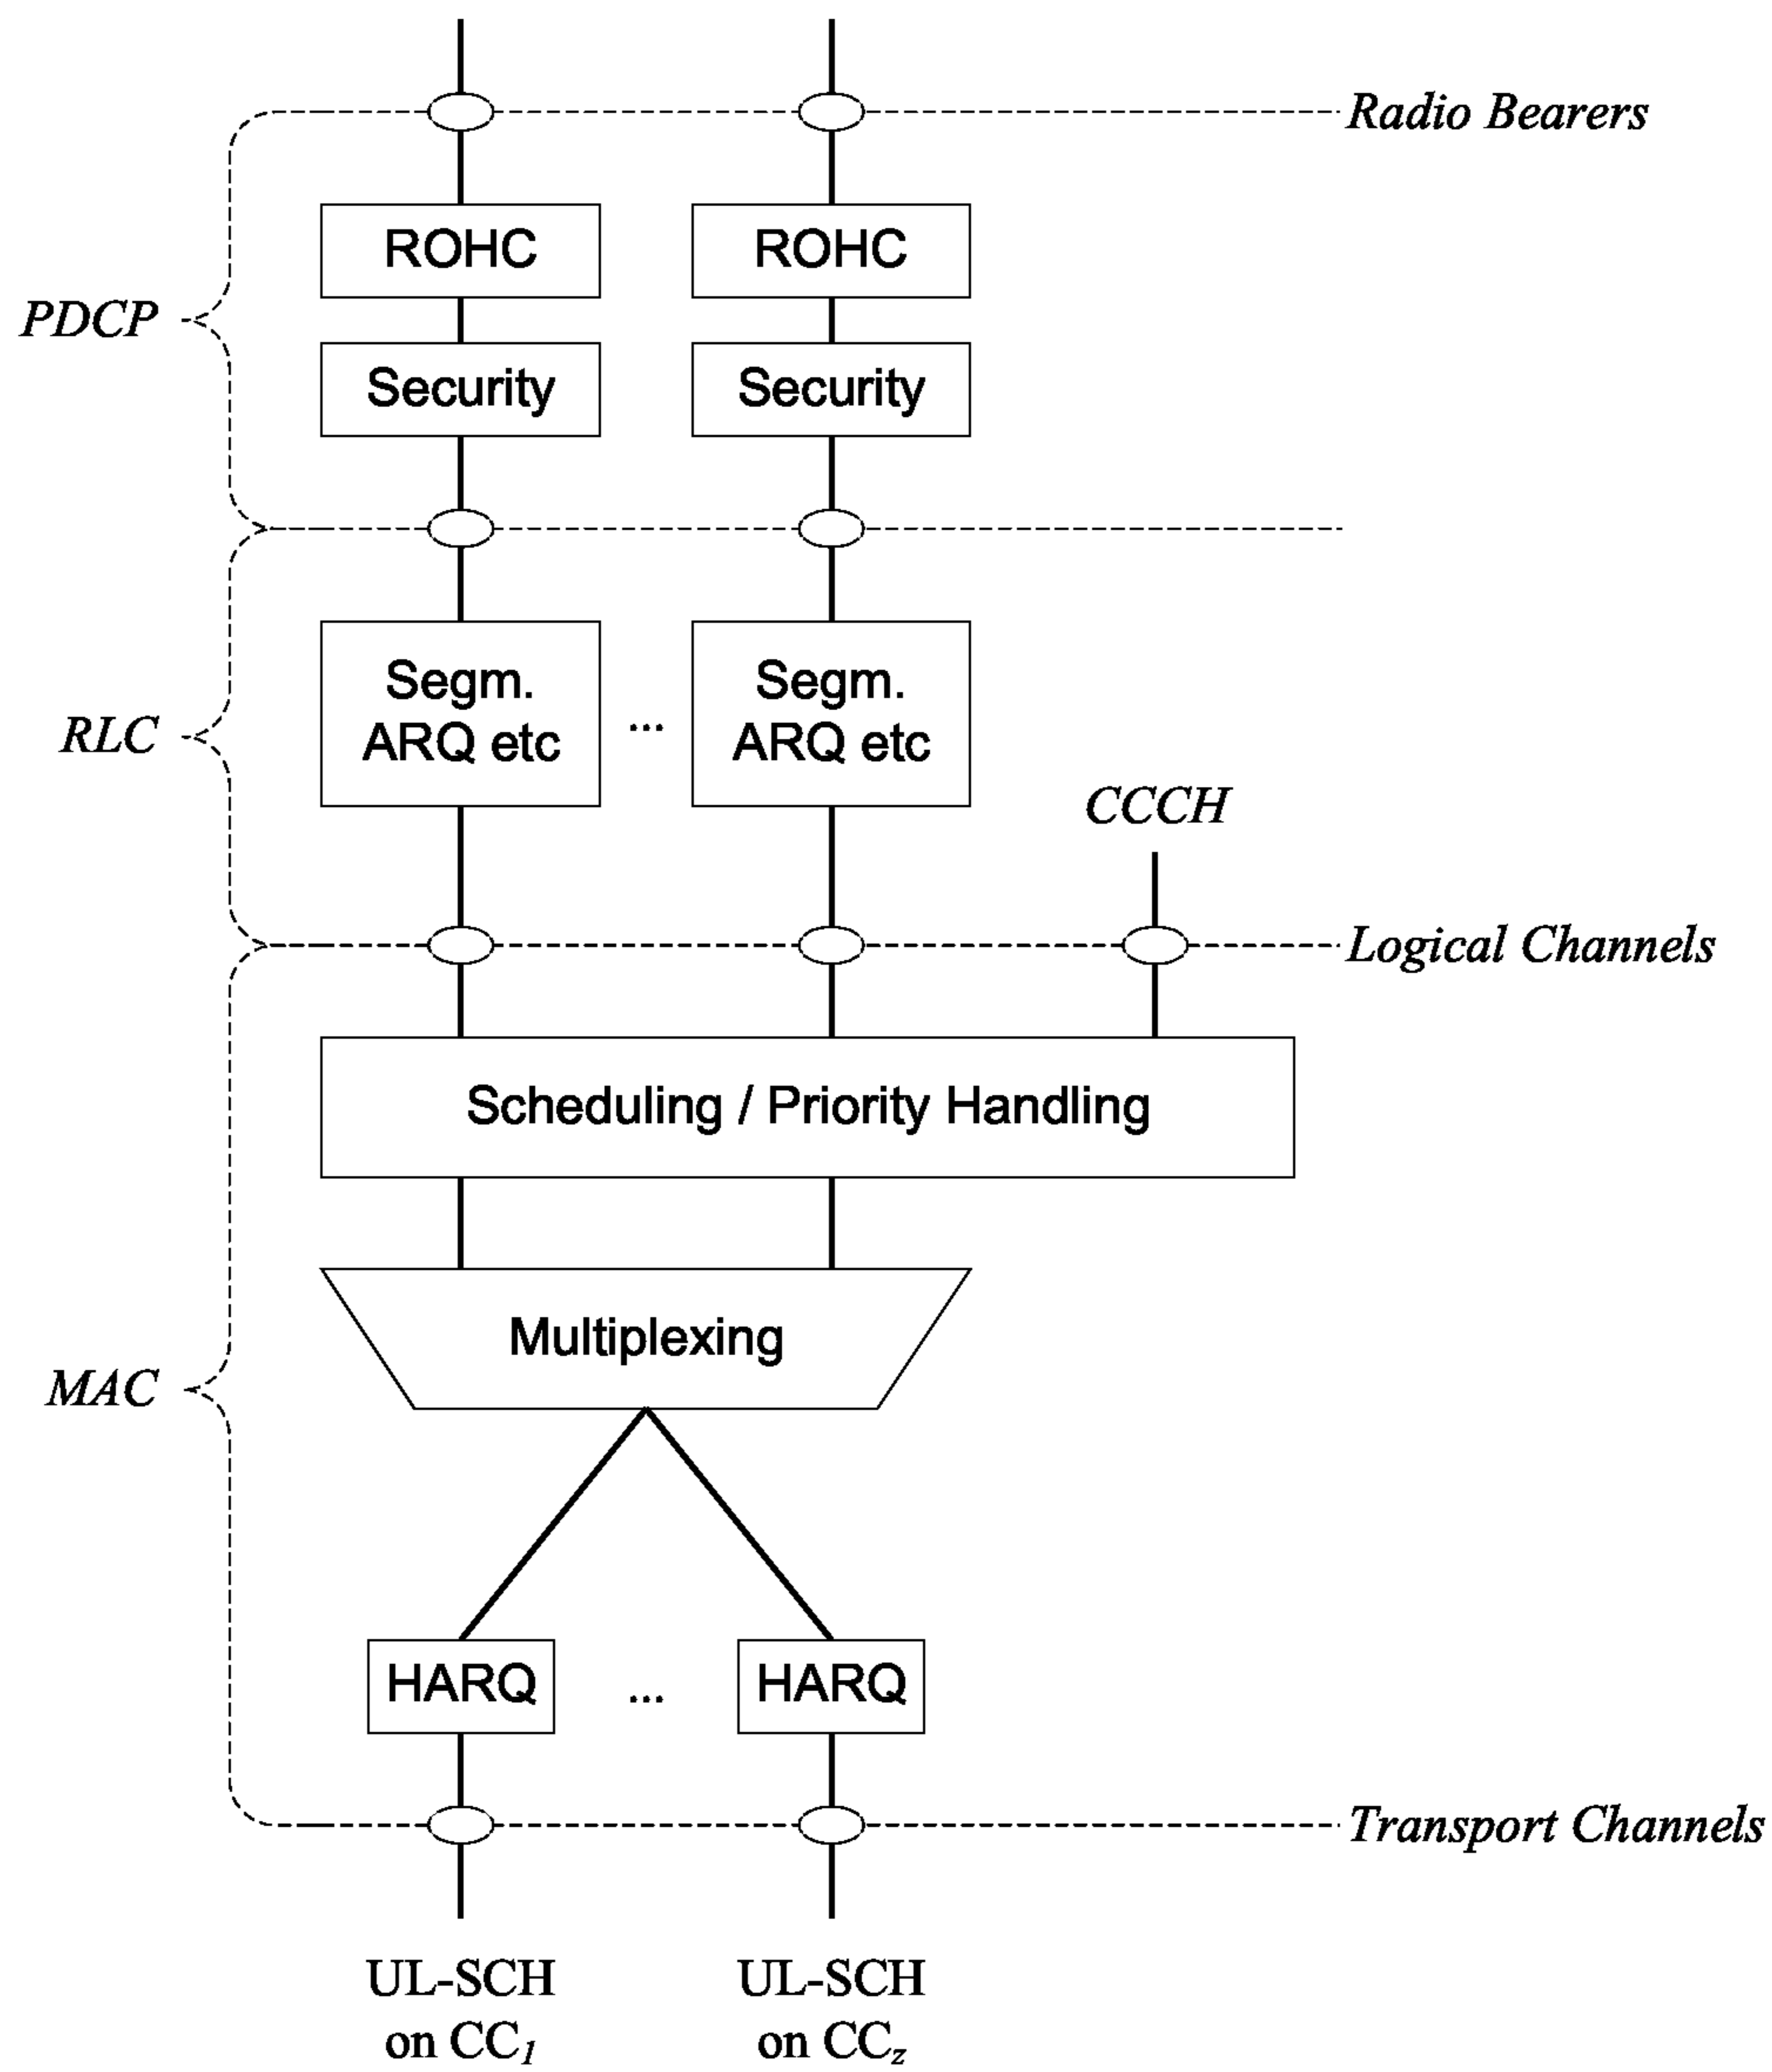 Radio Bearers
ROHC
ROHC
PDCP
Security
Security
Segm.
ARQ etc
...
Segm.
ARQ etc
RLC
CCCH
Logical Channels
Scheduling / Priority Handling
Multiplexing
MAC
HARQ
...
HARQ
Transport Channels
UL-SCH
on CC1
UL-SCH
on CCz